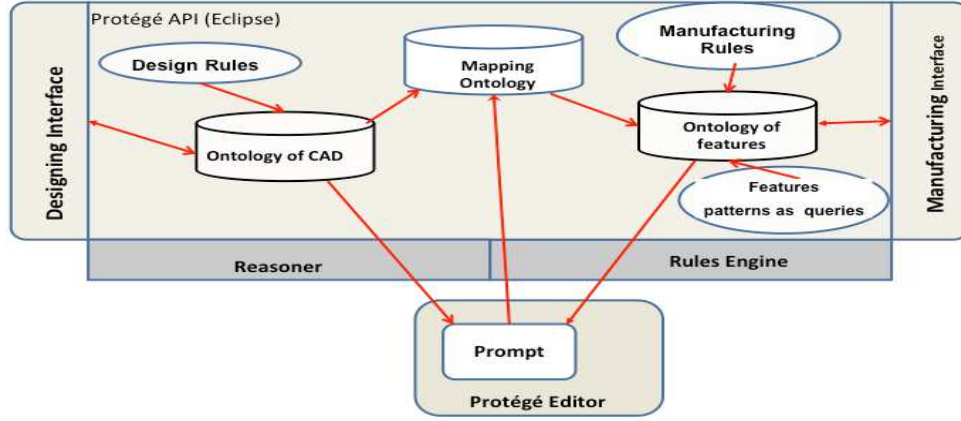 Protégé API (Eclipse)
Design Rules
Mapping
Ontology
Manufacturing
Rules
Designing Interface
Ontology of CAD
Ontology of
features
Manufacturing Interface
Features
patterns as queries
Reasoner
Rules Engine
Prompt
Protégé Editor